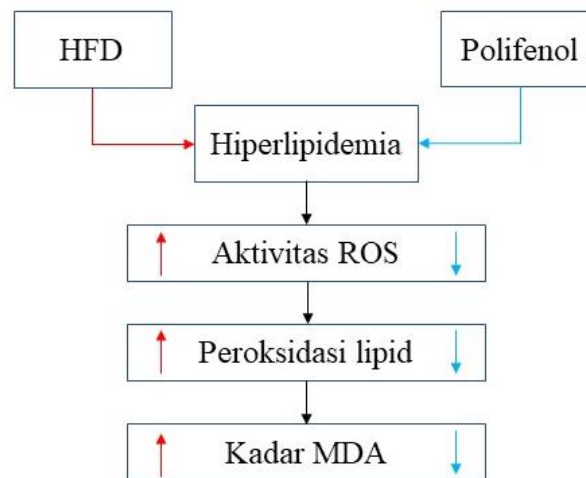 HFD
Polifenol
Hiperlipidemia
Aktivitas ROS
Peroksidasi lipid
Kadar MDA